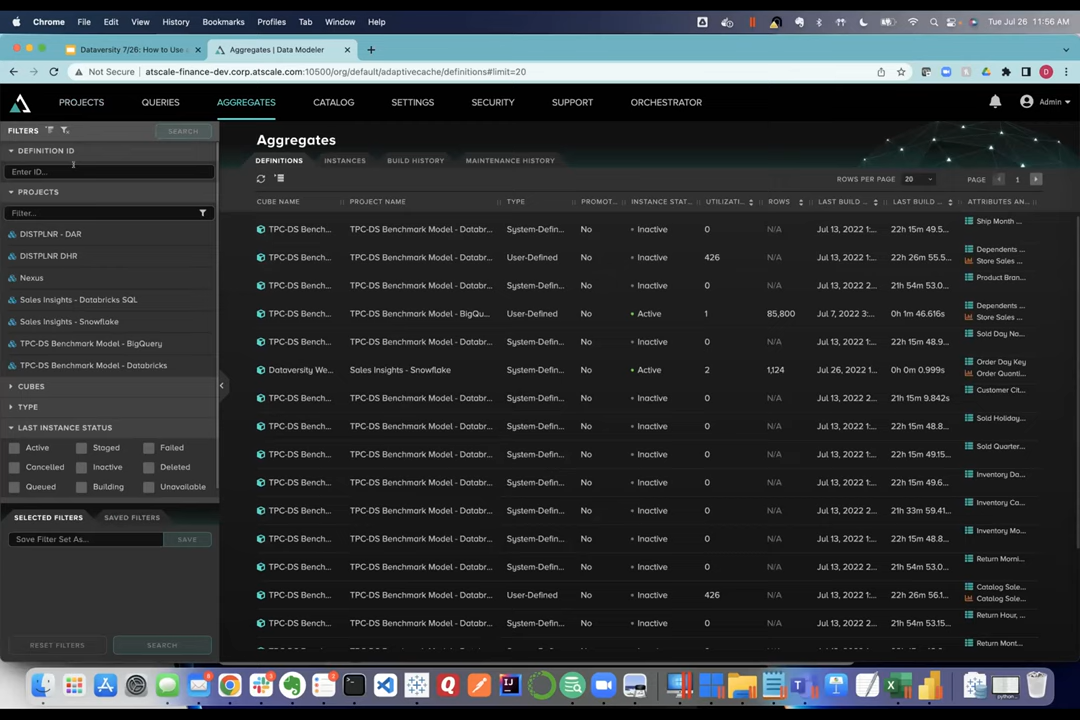 Chrome File Edit View History Bookmarks Profiles Tab Window Help Tue Jul 26 11:56 AM
Dataversity 7/26: How to Use Aggregates | Data Modeler
Not Secure atscale-finance-dev.corp.atscale.com:10500/org/default/adaptivecache/definitions#limit=20
PROJECTS QUERIES AGGREGATES CATALOG SETTINGS SECURITY SUPPORT ORCHESTRATOR Admin
FILTERS SEARCH
DEFINITION ID
Enter ID...
PROJECTS
Filter...
DISTPLNR - DAR
DISTPLNR DHR
Nexus
Sales Insights - Databricks SQL
Sales Insights - Snowflake
TPC-DS Benchmark Model - BigQuery
TPC-DS Benchmark Model - Databricks
CUBES
TYPE
LAST INSTANCE STATUS
Active Staged Failed
Cancelled Inactive Deleted
Queued Building Unavailable
SELECTED FILTERS SAVED FILTERS
Save Filter Set As... SAVE
RESET FILTERS SEARCH
Aggregates
DEFINITIONS INSTANCES BUILD HISTORY MAINTENANCE HISTORY
ROWS PER PAGE 20 PAGE 1
CUBE NAME PROJECT NAME TYPE PROMOT... INSTANCE STAT... UTILIZATI... ROWS LAST BUILD ... LAST BUILD ... ATTRIBUTES AN...
TPC-DS Bench... TPC-DS Benchmark Model - Databr... System-Defin... No Inactive 0 N/A Jul 13, 2022 1:... 22h 15m 49.5... Ship Month ...
TPC-DS Bench... TPC-DS Benchmark Model - Databr... User-Defined No Inactive 426 N/A Jul 13, 2022 1:... 22h 26m 55.5... Dependents ...
Store Sales ...
TPC-DS Bench... TPC-DS Benchmark Model - Databr... System-Defin... No Inactive 0 N/A Jul 13, 2022 2... 21h 54m 53.0... Product Bran...
TPC-DS Bench... TPC-DS Benchmark Model - BigQu... User-Defined No Active 1 85,800 Jul 7, 2022 3:... 0h 1m 46.616s Dependents ...
Store Sales ...
TPC-DS Bench... TPC-DS Benchmark Model - Databr... System-Defin... No Inactive 0 N/A Jul 13, 2022 1:... 22h 15m 48.9... Sold Day Na...
Dataversity We... Sales Insights - Snowflake System-Defin... No Active 2 1,124 Jul 26, 2022 1... 0h 0m 0.999s Order Day Key
Order Quanti...
TPC-DS Bench... TPC-DS Benchmark Model - Databr... System-Defin... No Inactive 0 N/A Jul 13, 2022 2... 21h 15m 9.842s Customer Cit...
TPC-DS Bench... TPC-DS Benchmark Model - Databr... System-Defin... No Inactive 0 N/A Jul 13, 2022 1:... 22h 15m 48.8... Sold Holiday...
TPC-DS Bench... TPC-DS Benchmark Model - Databr... System-Defin... No Inactive 0 N/A Jul 13, 2022 1:... 22h 15m 49.15... Sold Quarter...
TPC-DS Bench... TPC-DS Benchmark Model - Databr... System-Defin... No Inactive 0 N/A Jul 13, 2022 1:... 22h 15m 49.6... Inventory Da...
TPC-DS Bench... TPC-DS Benchmark Model - Databr... System-Defin... No Inactive 0 N/A Jul 13, 2022 2... 21h 33m 59.41... Inventory Ca...
TPC-DS Bench... TPC-DS Benchmark Model - Databr... System-Defin... No Inactive 0 N/A Jul 13, 2022 1:... 22h 15m 48.8... Inventory Mo...
TPC-DS Bench... TPC-DS Benchmark Model - Databr... System-Defin... No Inactive 0 N/A Jul 13, 2022 2... 21h 54m 53.0... Return Morni...
TPC-DS Bench... TPC-DS Benchmark Model - Databr... User-Defined No Inactive 426 N/A Jul 13, 2022 1:... 22h 26m 56.1... Catalog Sale...
Catalog Sale...
TPC-DS Bench... TPC-DS Benchmark Model - Databr... System-Defin... No Inactive 0 N/A Jul 13, 2022 2... 21h 54m 53.15... Return Hour, ...
Return Mont...